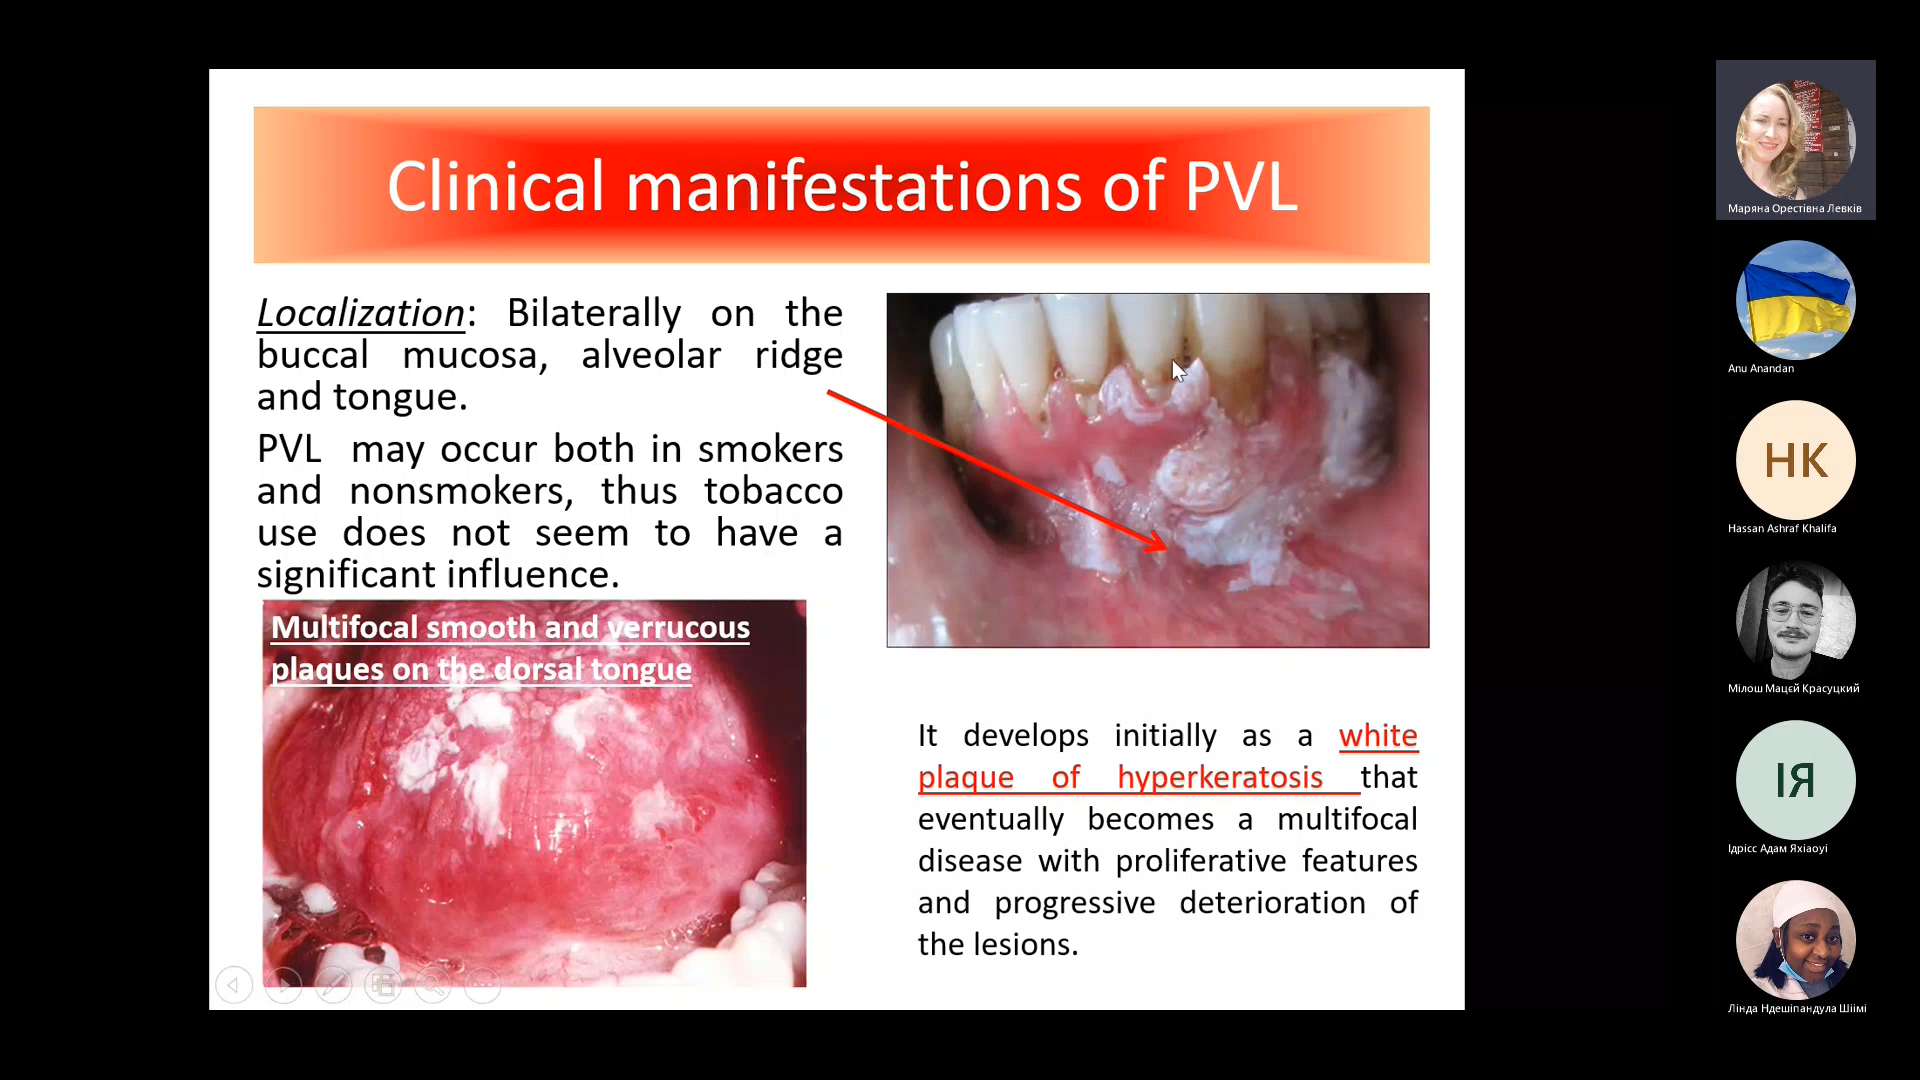 Clinical manifestations of PVL
Localization: Bilaterally on the
buccal mucosa, alveolar ridge
and tongue.
PVL may occur both in smokers
and nonsmokers, thus tobacco
use does not seem to have a
significant influence.
Multifocal smooth and verrucous
plaques on the dorsal tongue
It develops initially as a white
plaque of hyperkeratosis that
eventually becomes a multifocal
disease with proliferative features
and progressive deterioration of
the lesions.
Маряна Орестівна Левків
Anu Anandan
НК
Hassan Ashraf Khalifa
Мілош Мацєй Красуцкий
ІЯ
Ідрісс Адам Яхіаоуі
Лінда Ндешіпандула Шіімі